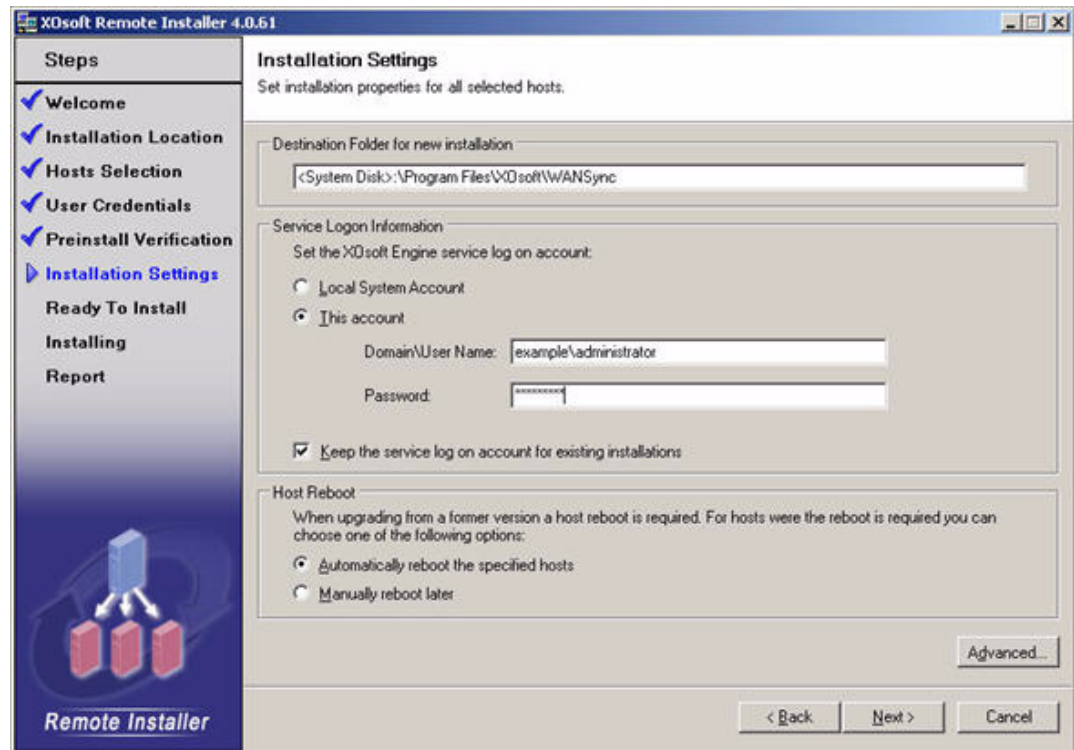 XOsoft Remote Installer 4.0.61
Steps
Welcome
Installation Location
Hosts Selection
User Credentials
Preinstall Verification
Installation Settings
Ready To Install
Installing
Report
Remote Installer
Installation Settings
Set installation properties for all selected hosts.
Destination Folder for new installation
<System Disk>:\Program Files\XOsoft\WANSync
Service Logon Information
Set the XOsoft Engine service log on account:
Local System Account
This account
Domain\User Name: example\administrator
Password: *********
Keep the service log on account for existing installations
Host Reboot
When upgrading from a former version a host reboot is required. For hosts were the reboot is required you can
choose one of the following options:
Automatically reboot the specified hosts
Manually reboot later
Advanced...
< Back Next > Cancel